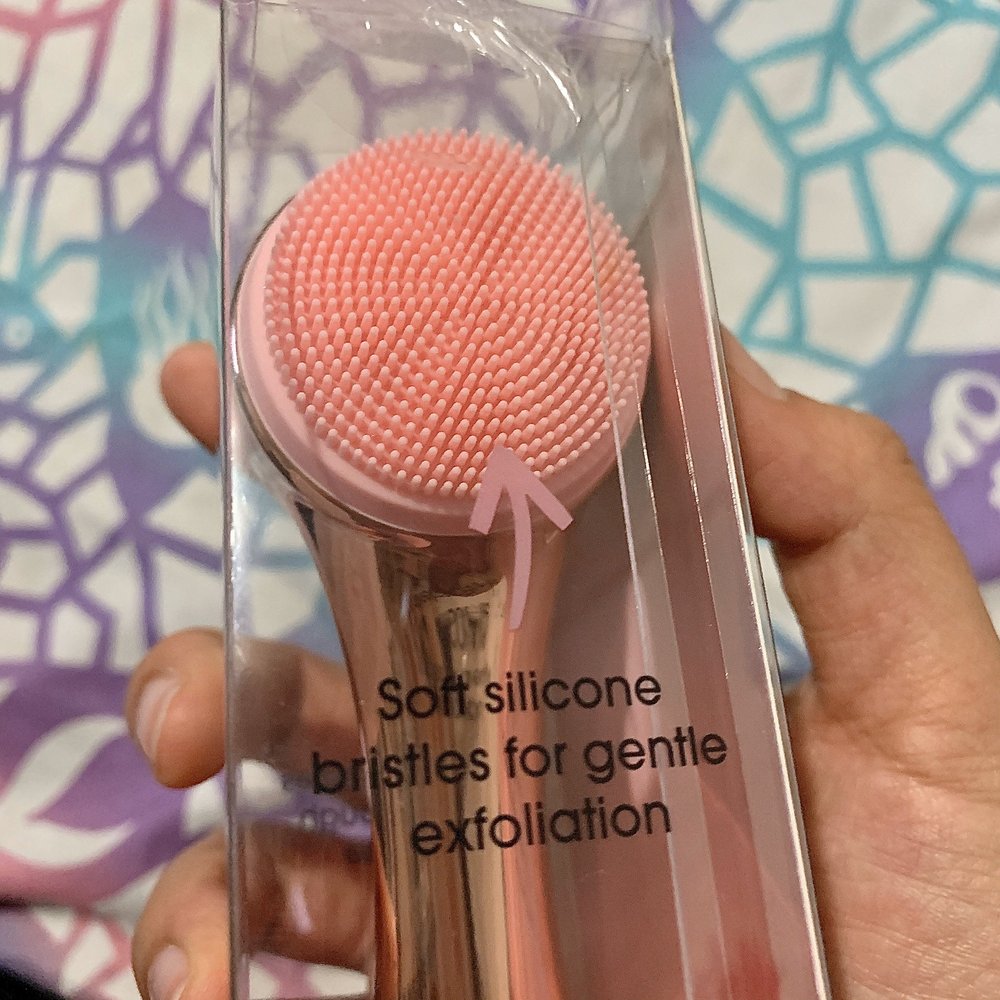 Soft silicone
bristles for gentle
exfoliation